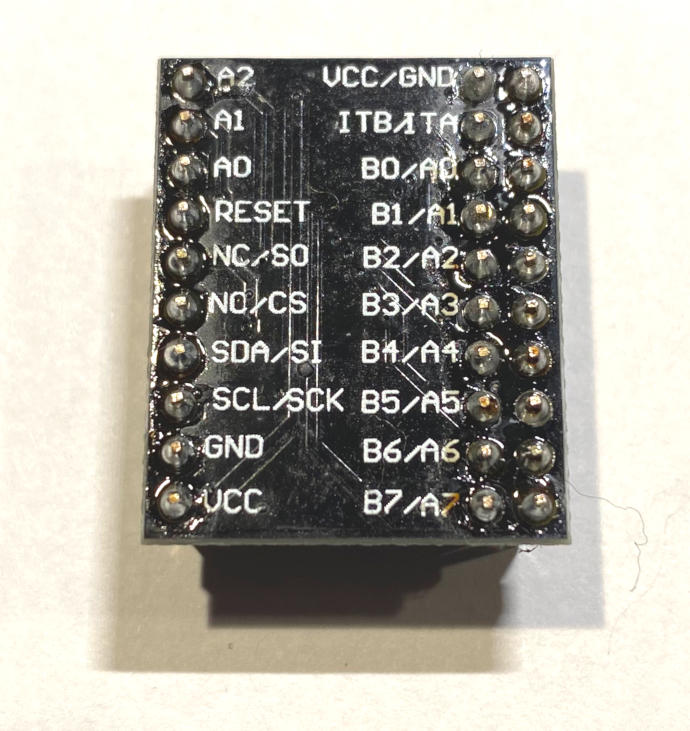 A2 VCC/GND
A1 ITB/ITA
A0 B0/A0
RESET B1/A1
NC/SO B2/A2
NC/CS B3/A3
SDA/SI B4/A4
SCL/SCK B5/A5
GND B6/A6
VCC B7/A7